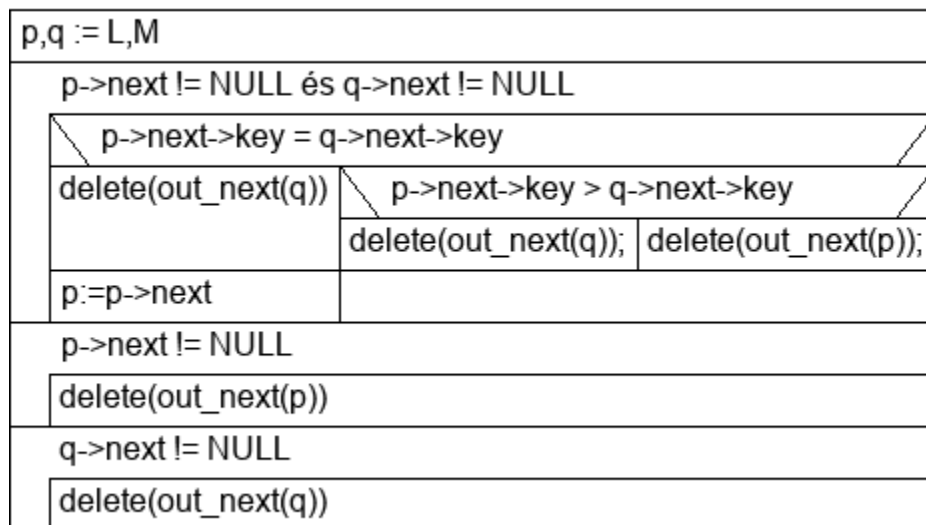 p,q := L,M
p->next != NULL és q->next != NULL
p->next->key = q->next->key
delete(out_next(q))
p->next->key > q->next->key
delete(out_next(q));
delete(out_next(p));
p:=p->next
p->next != NULL
delete(out_next(p))
q->next != NULL
delete(out_next(q))